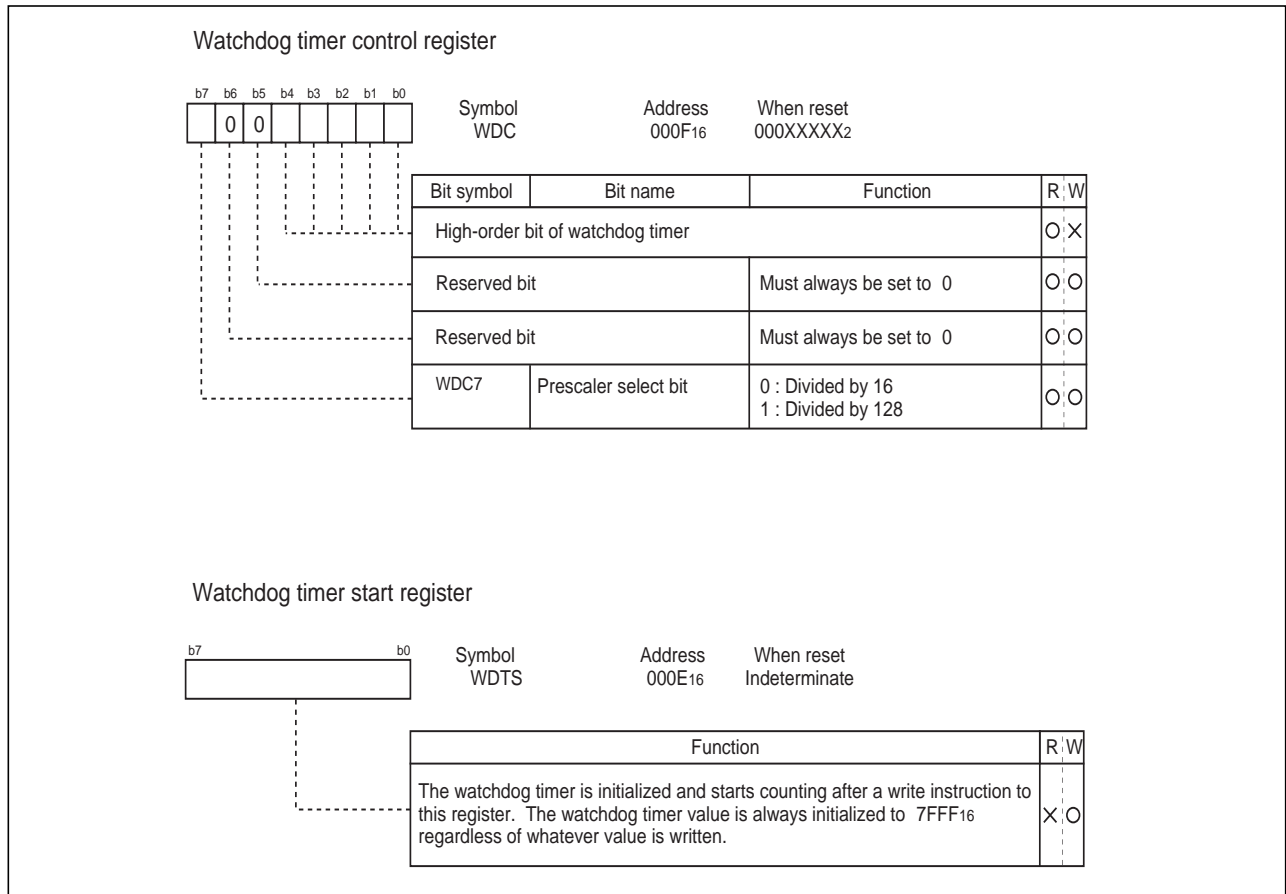 Watchdog timer control register
b7 b6 b5 b4 b3 b2 b1 b0
0 0
Symbol Address When reset
WDC 000F16 000XXXXX2
Bit symbol Bit name Function R W
High-order bit of watchdog timer O X
Reserved bit Must always be set to 0 O O
Reserved bit Must always be set to 0 O O
WDC7 Prescaler select bit 0 : Divided by 16
1 : Divided by 128 O O
Watchdog timer start register
b7 b0
Symbol Address When reset
WDTS 000E16 Indeterminate
Function R W
The watchdog timer is initialized and starts counting after a write instruction to
this register. The watchdog timer value is always initialized to 7FFF16 X O
regardless of whatever value is written.